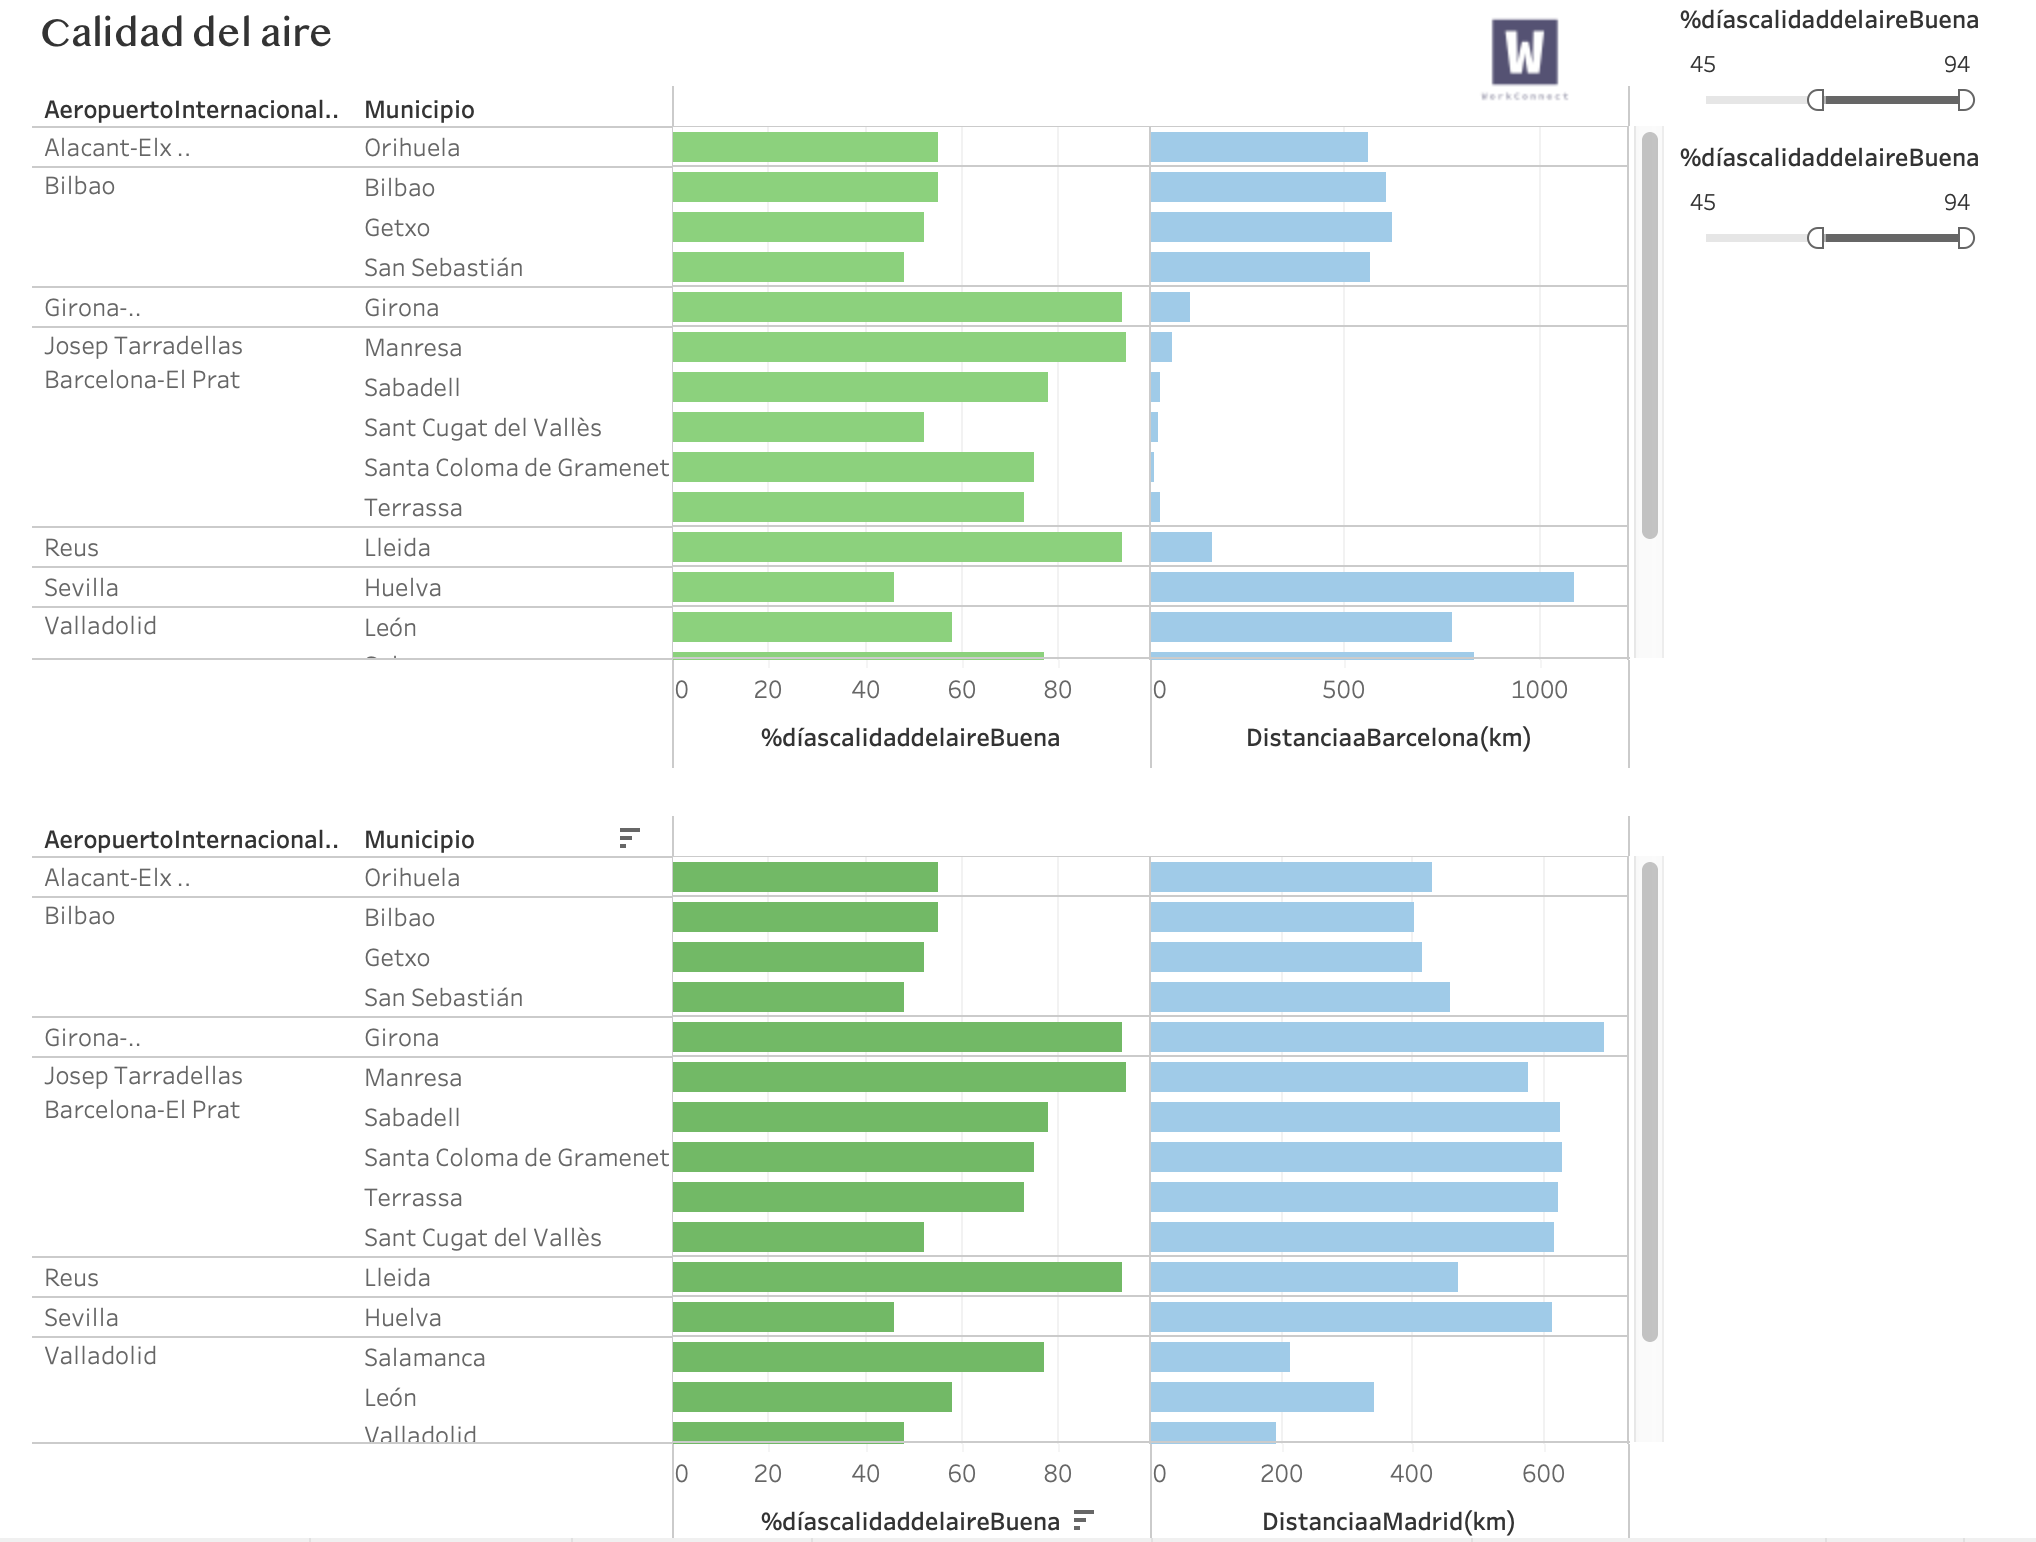 Calidad del aire
W
WorkConnect
%díascalidaddelaireBuena
45 94
%díascalidaddelaireBuena
45 94
AeropuertoInternacional.. Municipio
Alacant-Elx .. Orihuela
Bilbao Bilbao
Getxo
San Sebastián
Girona-.. Girona
Josep Tarradellas Manresa
Barcelona-El Prat Sabadell
Sant Cugat del Vallès
Santa Coloma de Gramenet
Terrassa
Reus Lleida
Sevilla Huelva
Valladolid León
0 20 40 60 80 0 500 1000
%díascalidaddelaireBuena DistanciaaBarcelona(km)
AeropuertoInternacional.. Municipio
Alacant-Elx .. Orihuela
Bilbao Bilbao
Getxo
San Sebastián
Girona-.. Girona
Josep Tarradellas Manresa
Barcelona-El Prat Sabadell
Santa Coloma de Gramenet
Terrassa
Sant Cugat del Vallès
Reus Lleida
Sevilla Huelva
Valladolid Salamanca
León
Valladolid
0 20 40 60 80 0 200 400 600
%díascalidaddelaireBuena DistanciaaMadrid(km)